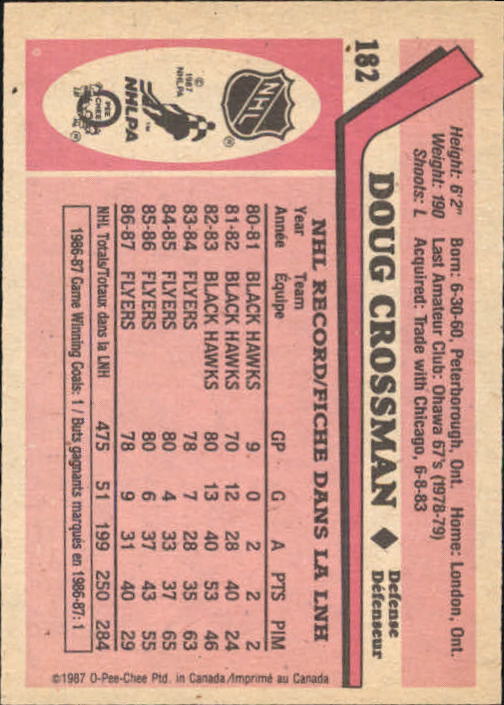 182
Height: 6'2" Born: 6-30-60, Peterborough, Ont. Home: London, Ont.
Weight: 190 Last Amateur Club: Ohawa 67's (1978-79)
Shoots: L Acquired: Trade with Chicago, 6-8-83
DOUG CROSSMAN ◆ Defense
Défenseur
NHL RECORD/FICHE DANS LA LNH
Year Team
Année Équipe GP G A PTS PIM
80-81 BLACK HAWKS 9 0 2 2 2
81-82 BLACK HAWKS 70 12 28 40 24
82-83 BLACK HAWKS 80 13 40 53 46
83-84 FLYERS 78 7 28 35 63
84-85 FLYERS 80 4 33 37 65
85-86 FLYERS 80 6 37 43 55
86-87 FLYERS 78 9 31 40 29
NHL Totals/Totaux dans la LNH 475 51 199 250 284
1986-87 Game Winning Goals: 1 / Buts gagnants marqués en 1986-87: 1
NHL
®
© 1987 NHLPA
NHLPA
™
O PEE CHEE
®
©1987 O-Pee-Chee Ptd. in Canada/Imprimé au Canada